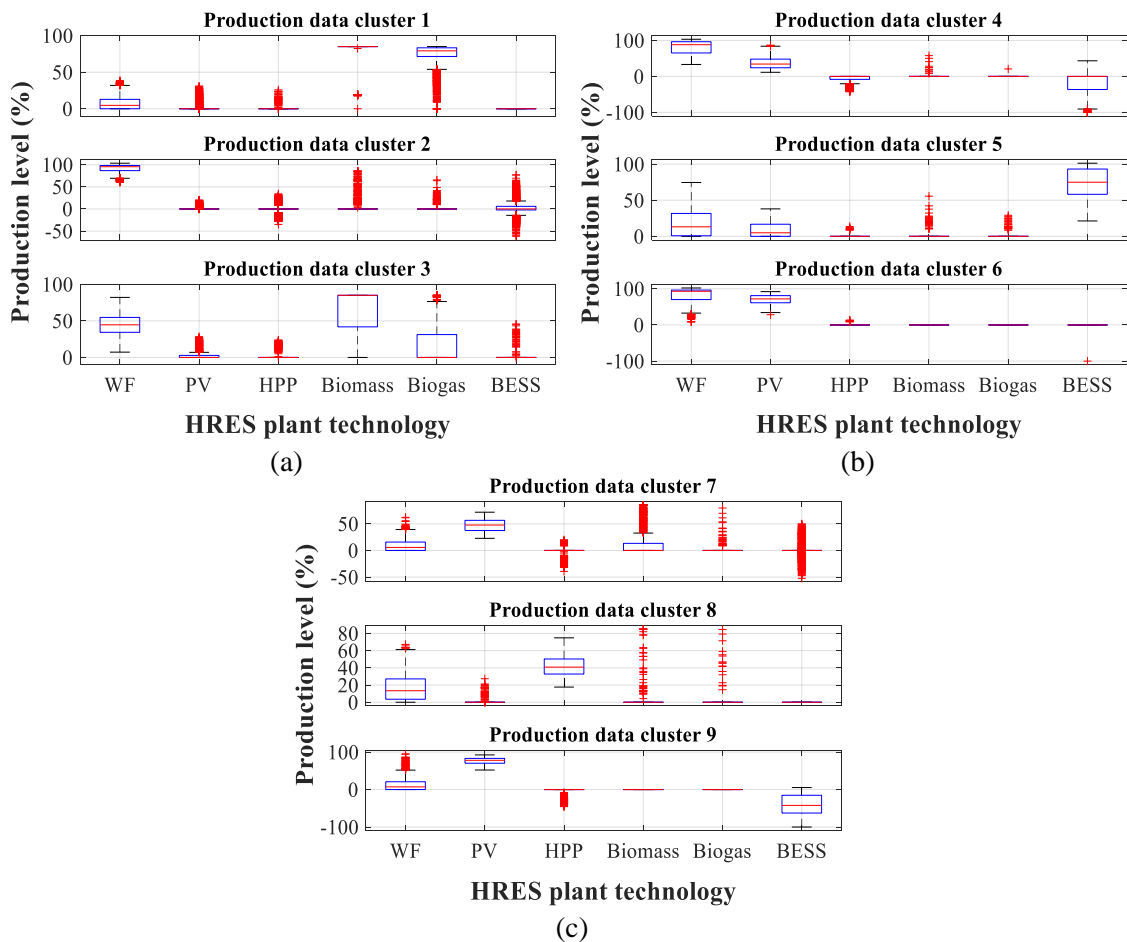 Production data cluster 1
100
50
0
Production data cluster 2
100
50
0
-50
Production data cluster 3
100
50
0
Production level (%)
WF PV HPP Biomass Biogas BESS
HRES plant technology
(a)
Production data cluster 4
100
0
-100
Production data cluster 5
100
50
0
Production data cluster 6
100
0
-100
Production level (%)
WF PV HPP Biomass Biogas BESS
HRES plant technology
(b)
Production data cluster 7
50
0
-50
Production data cluster 8
80
60
40
20
0
Production data cluster 9
100
0
-100
Production level (%)
WF PV HPP Biomass Biogas BESS
HRES plant technology
(c)